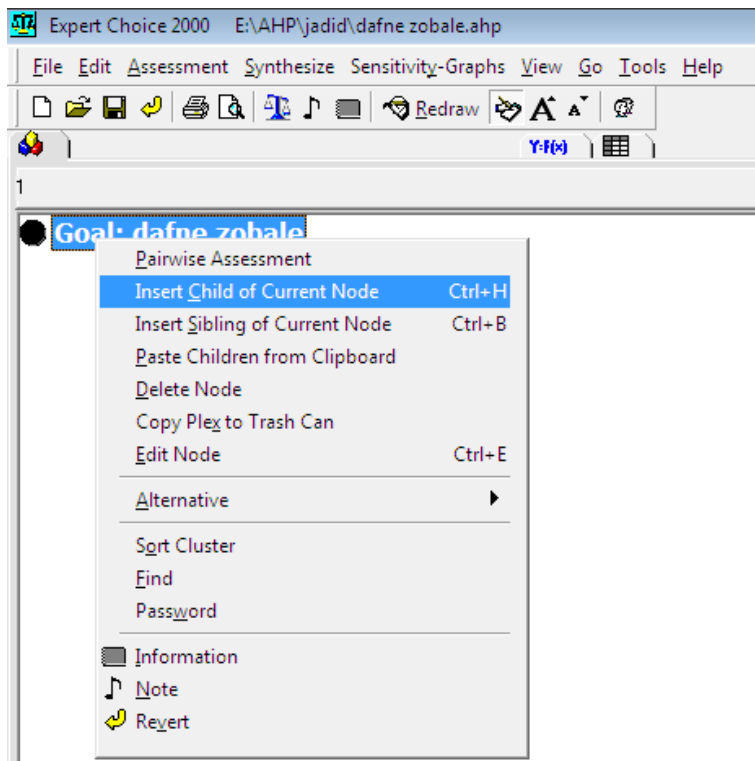 Expert Choice 2000 E:\AHP\jadid\dafne zobale.ahp
File Edit Assessment Synthesize Sensitivity-Graphs View Go Tools Help
Redraw A A
Y=F(x)
1
Goal: dafne zobale
Pairwise Assessment
Insert Child of Current Node Ctrl+H
Insert Sibling of Current Node Ctrl+B
Paste Children from Clipboard
Delete Node
Copy Plex to Trash Can
Edit Node Ctrl+E
Alternative
Sort Cluster
Find
Password
Information
Note
Revert